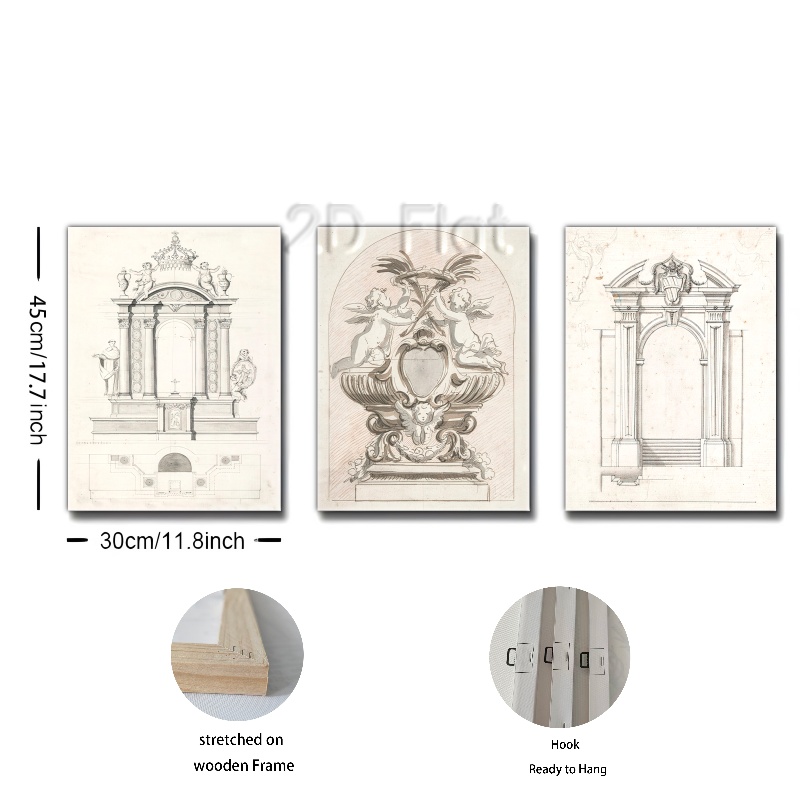 2D Flat
45cm/17.7inch
30cm/11.8inch
stretched on
wooden Frame
Hook
Ready to Hang